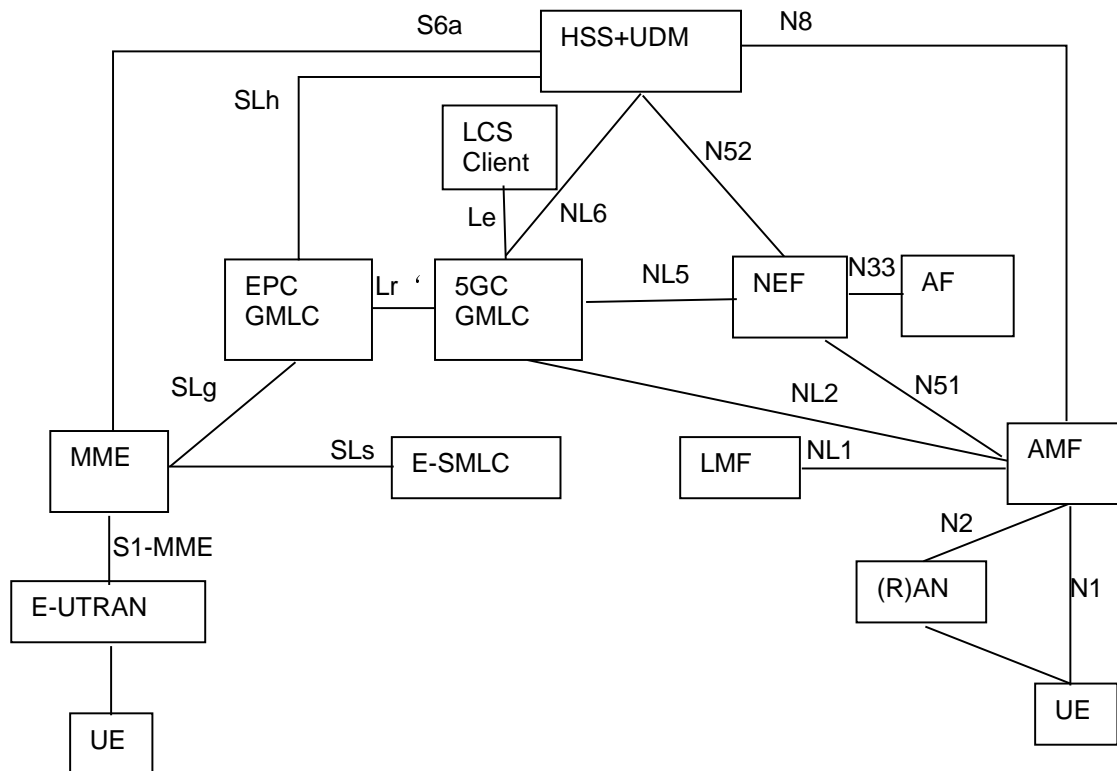 S6a
HSS+UDM
N8
SLh
LCS
Client
N52
Le
NL6
EPC
GMLC
Lr ‘
5GC
GMLC
NL5
NEF
N33
AF
SLg
NL2
N51
MME
SLs
E-SMLC
LMF
NL1
AMF
S1-MME
N2
E-UTRAN
(R)AN
N1
UE
UE